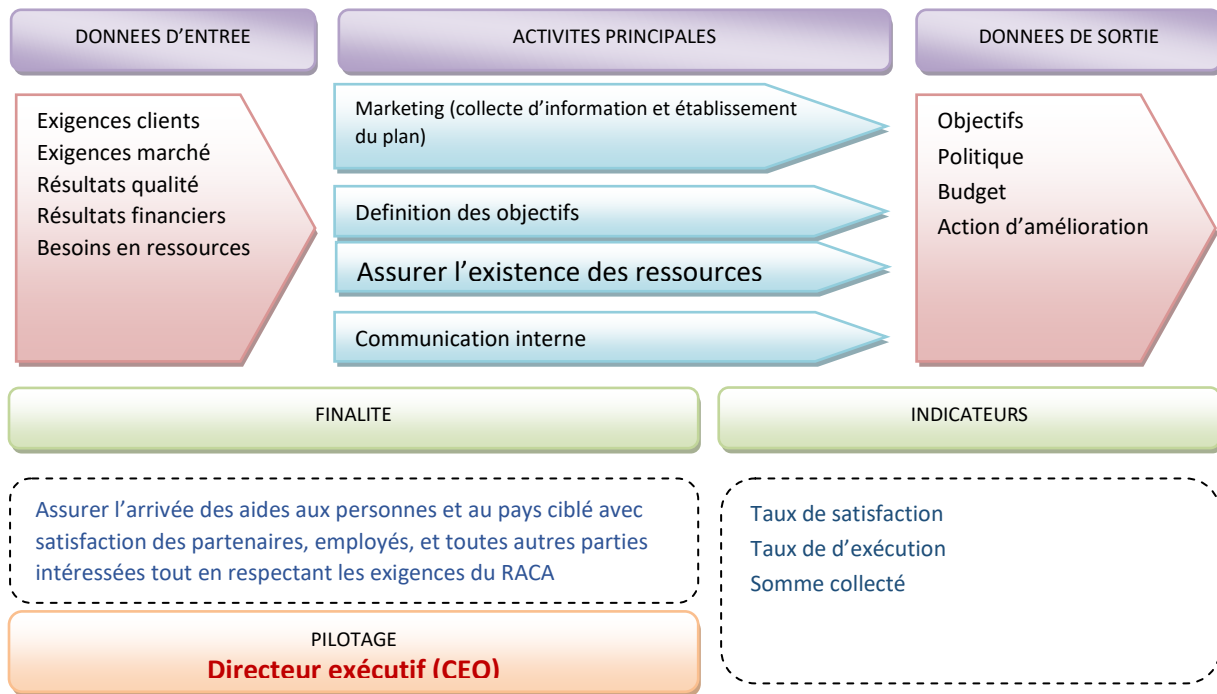 DONNEES D’ENTREE
ACTIVITES PRINCIPALES
DONNEES DE SORTIE
Exigences clients
Exigences marché
Résultats qualité
Résultats financiers
Besoins en ressources
Marketing (collecte d’information et établissement
du plan)
Definition des objectifs
Assurer l’existence des ressources
Communication interne
Objectifs
Politique
Budget
Action d’amélioration
FINALITE
INDICATEURS
Assurer l’arrivée des aides aux personnes et au pays ciblé avec
satisfaction des partenaires, employés, et toutes autres parties
intéressées tout en respectant les exigences du RACA
Taux de satisfaction
Taux de d’exécution
Somme collecté
PILOTAGE
Directeur exécutif (CEO)